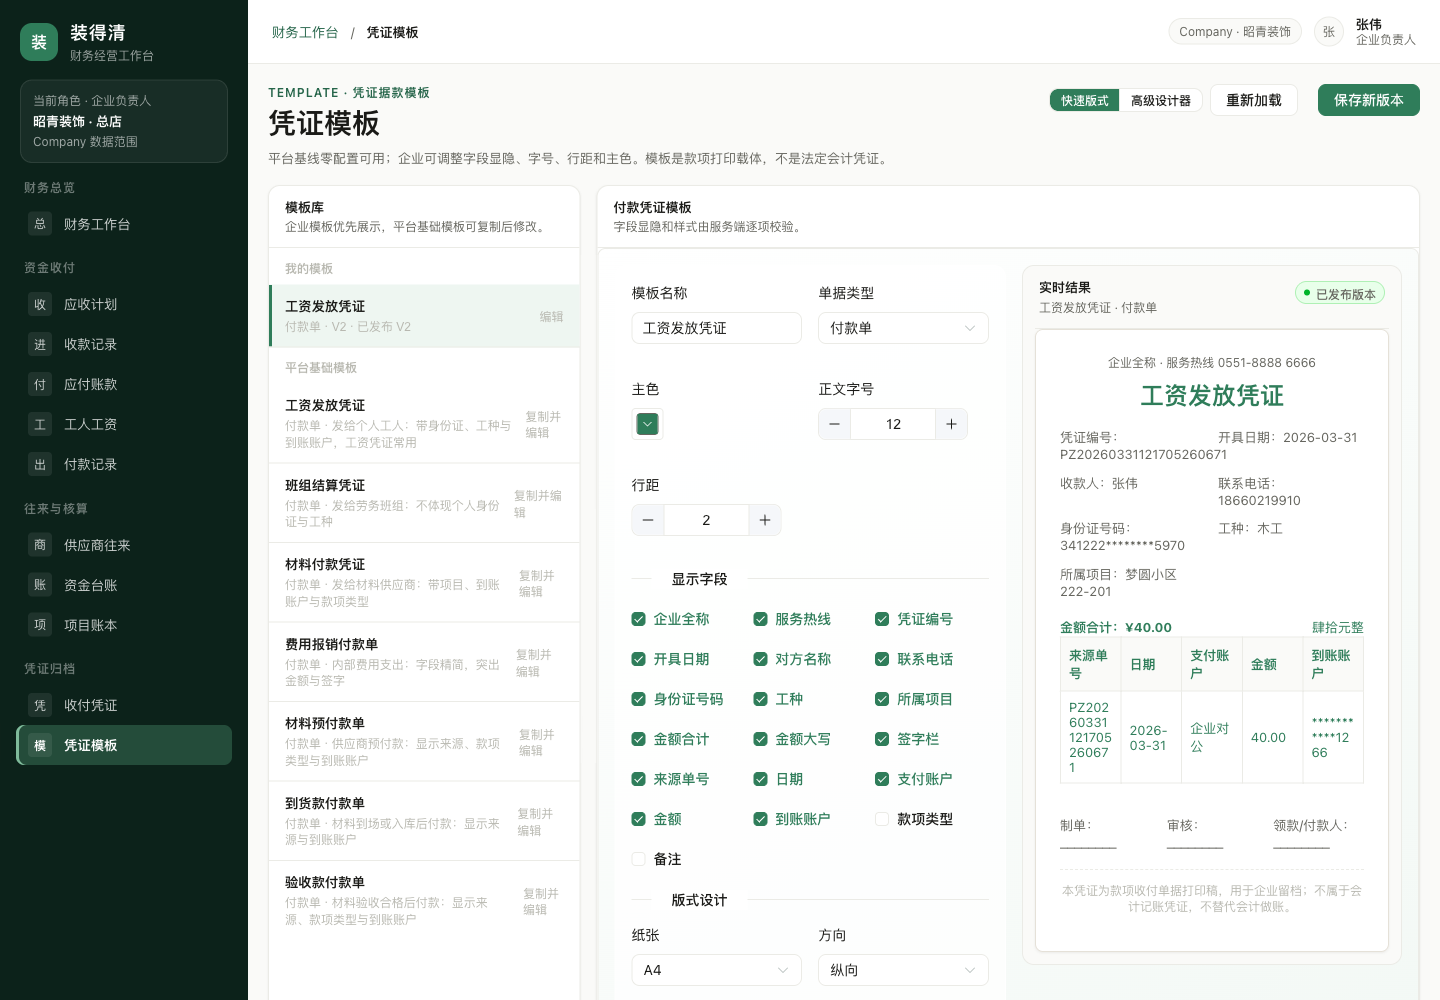 装
装得清
财务经营工作台
当前角色 · 企业负责人
昭青装饰 · 总店
Company 数据范围
财务总览
总 财务工作台
资金收付
收 应收计划
进 收款记录
付 应付账款
工 工人工资
出 付款记录
往来与核算
商 供应商往来
账 资金台账
项 项目账本
凭证归档
凭 收付凭证
模 凭证模板
财务工作台 / 凭证模板
Company · 昭青装饰
张
张伟
企业负责人
TEMPLATE · 凭证据款模板
凭证模板
平台基线零配置可用；企业可调整字段显隐、字号、行距和主色。模板是款项打印载体，不是法定会计凭证。
快速版式 高级设计器 重新加载 保存新版本
模板库
企业模板优先展示，平台基础模板可复制后修改。
我的模板
工资发放凭证
付款单 · V2 · 已发布 V2
编辑
平台基础模板
工资发放凭证
付款单 · 发给个人工人：带身份证、工种与
到账账户，工资凭证常用
复制并
编辑
班组结算凭证
付款单 · 发给劳务班组：不体现个人身份
证与工种
复制并编
辑
材料付款凭证
付款单 · 发给材料供应商：带项目、到账
账户与款项类型
复制并
编辑
费用报销付款单
付款单 · 内部费用支出：字段精简，突出
金额与签字
复制并
编辑
材料预付款单
付款单 · 供应商预付款：显示来源、款项
类型与到账账户
复制并
编辑
到货款付款单
付款单 · 材料到场或入库后付款：显示来
源与到账账户
复制并
编辑
验收款付款单
付款单 · 材料验收合格后付款：显示来
源、款项类型与到账账户
复制并
编辑
付款凭证模板
字段显隐和样式由服务端逐项校验。
模板名称 单据类型
工资发放凭证 付款单
主色 正文字号
12
行距
2
显示字段
企业全称 服务热线 凭证编号
开具日期 对方名称 联系电话
身份证号码 工种 所属项目
金额合计 金额大写 签字栏
来源单号 日期 支付账户
金额 到账账户 款项类型
备注
版式设计
纸张 方向
A4 纵向
实时结果
工资发放凭证 · 付款单
已发布版本
企业全称 · 服务热线 0551-8888 6666
工资发放凭证
凭证编号：
PZ20260331121705260671
开具日期：2026-03-31
收款人：张伟
联系电话：
18660219910
身份证号码：
341222********5970
工种：木工
所属项目：梦圆小区
222-201
金额合计：¥40.00 肆拾元整
来源单
号
日期
支付账
户
金额
到账账
户
PZ202
60331
121705
26067
1
2026-
03-31
企业对
公
40.00
*******
****12
66
制单： 审核： 领款/付款人：
本凭证为款项收付单据打印稿，用于企业留档；不属于会
计记账凭证，不替代会计做账。